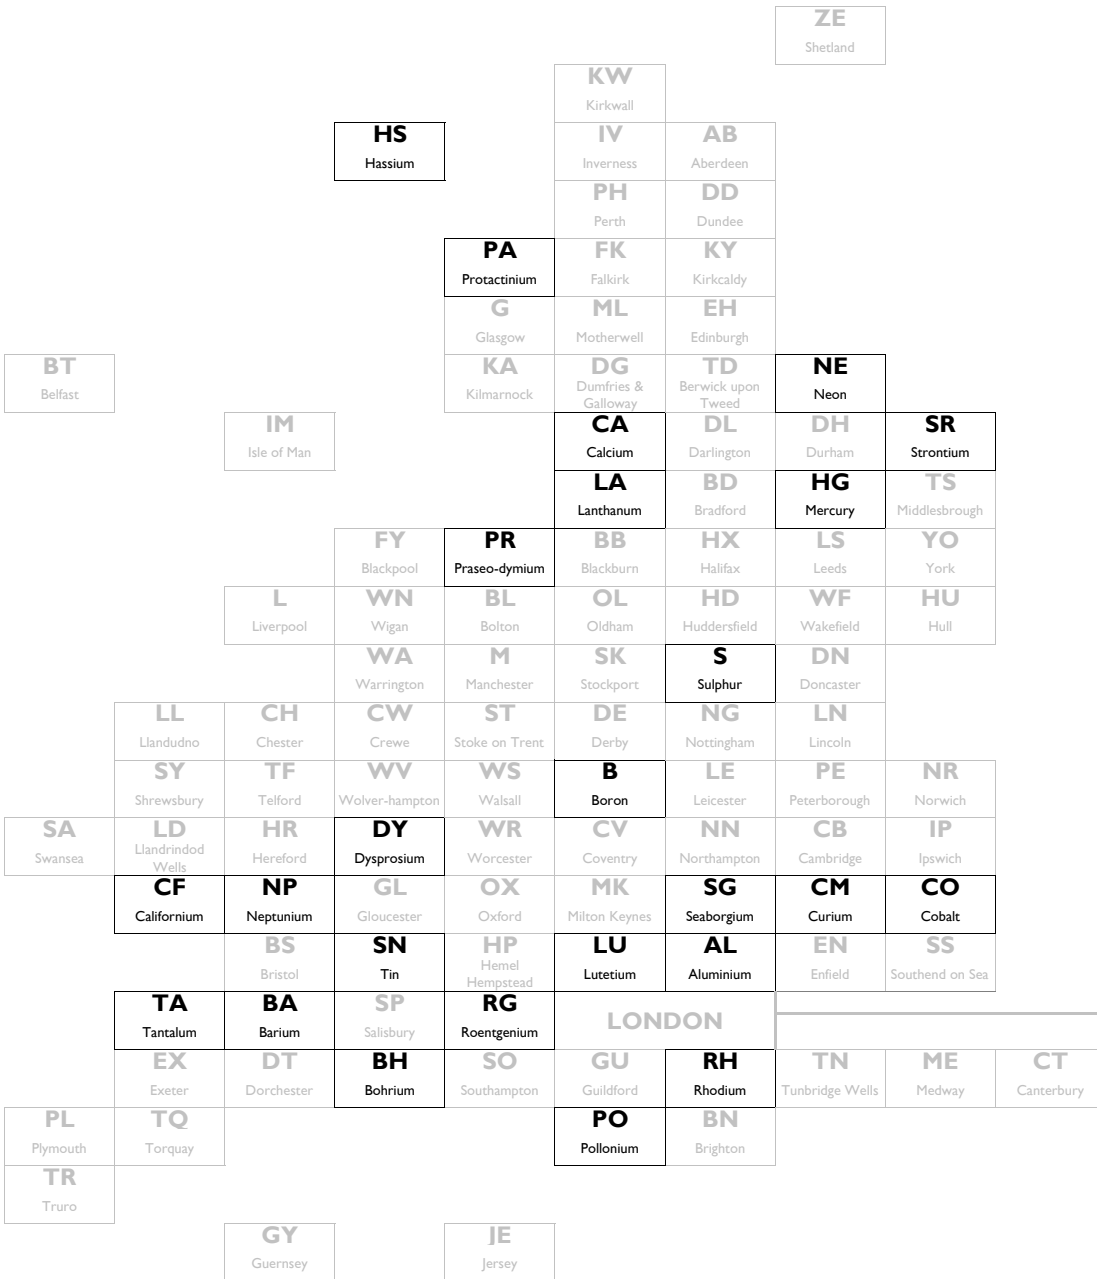 ZE
Shetland
KW
Kirkwall
HS IV AB
Hassium Inverness Aberdeen
PH DD
Perth Dundee
PA FK KY
Protactinium Falkirk Kirkcaldy
G ML EH
Glasgow Motherwell Edinburgh
BT KA DG TD NE
Belfast Kilmarnock Dumfries & Galloway Berwick upon Tweed Neon
IM CA DL DH SR
Isle of Man Calcium Darlington Durham Strontium
LA BD HG TS
Lanthanum Bradford Mercury Middlesbrough
FY PR BB HX LS YO
Blackpool Praseo-dymium Blackburn Halifax Leeds York
L WN BL OL HD WF HU
Liverpool Wigan Bolton Oldham Huddersfield Wakefield Hull
WA M SK S DN
Warrington Manchester Stockport Sulphur Doncaster
LL CH CW ST DE NG LN
Llandudno Chester Crewe Stoke on Trent Derby Nottingham Lincoln
SY TF WV WS B LE PE NR
Shrewsbury Telford Wolver-hampton Walsall Boron Leicester Peterborough Norwich
SA LD HR DY WR CV NN CB IP
Swansea Llandrindod Wells Hereford Dysprosium Worcester Coventry Northampton Cambridge Ipswich
CF NP GL OX MK SG CM CO
Californium Neptunium Gloucester Oxford Milton Keynes Seaborgium Curium Cobalt
BS SN HP LU AL EN SS
Bristol Tin Hemel Hempstead Lutetium Aluminium Enfield Southend on Sea
TA BA SP RG LONDON
Tantalum Barium Salisbury Roentgenium
EX DT BH SO GU RH TN ME CT
Exeter Dorchester Bohrium Southampton Guildford Rhodium Tunbridge Wells Medway Canterbury
PL TQ PO BN
Plymouth Torquay Pollonium Brighton
TR
Truro
GY JE
Guernsey Jersey